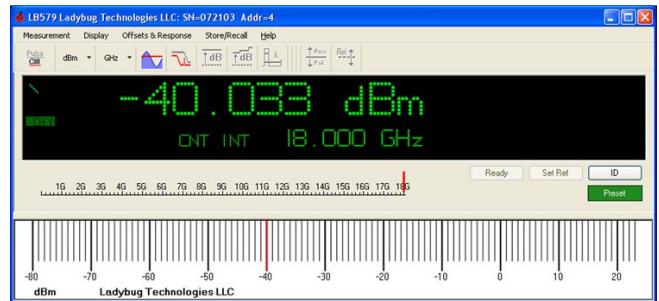 LB579 Ladybug Technologies LLC: SN=072103 Addr=4
Measurement Display Offsets & Response Store/Recall Help
Pulse CW dBm GHz dB dB Pass Fail Rel
-40.033 dBm
CNT INT 18.000 GHz
Ready Set Ref ID
1G 2G 3G 4G 5G 6G 7G 8G 9G 10G 11G 12G 13G 14G 15G 16G 17G 18G
Preset
-80 -70 -60 -50 -40 -30 -20 -10 0 10 20
dBm Ladybug Technologies LLC